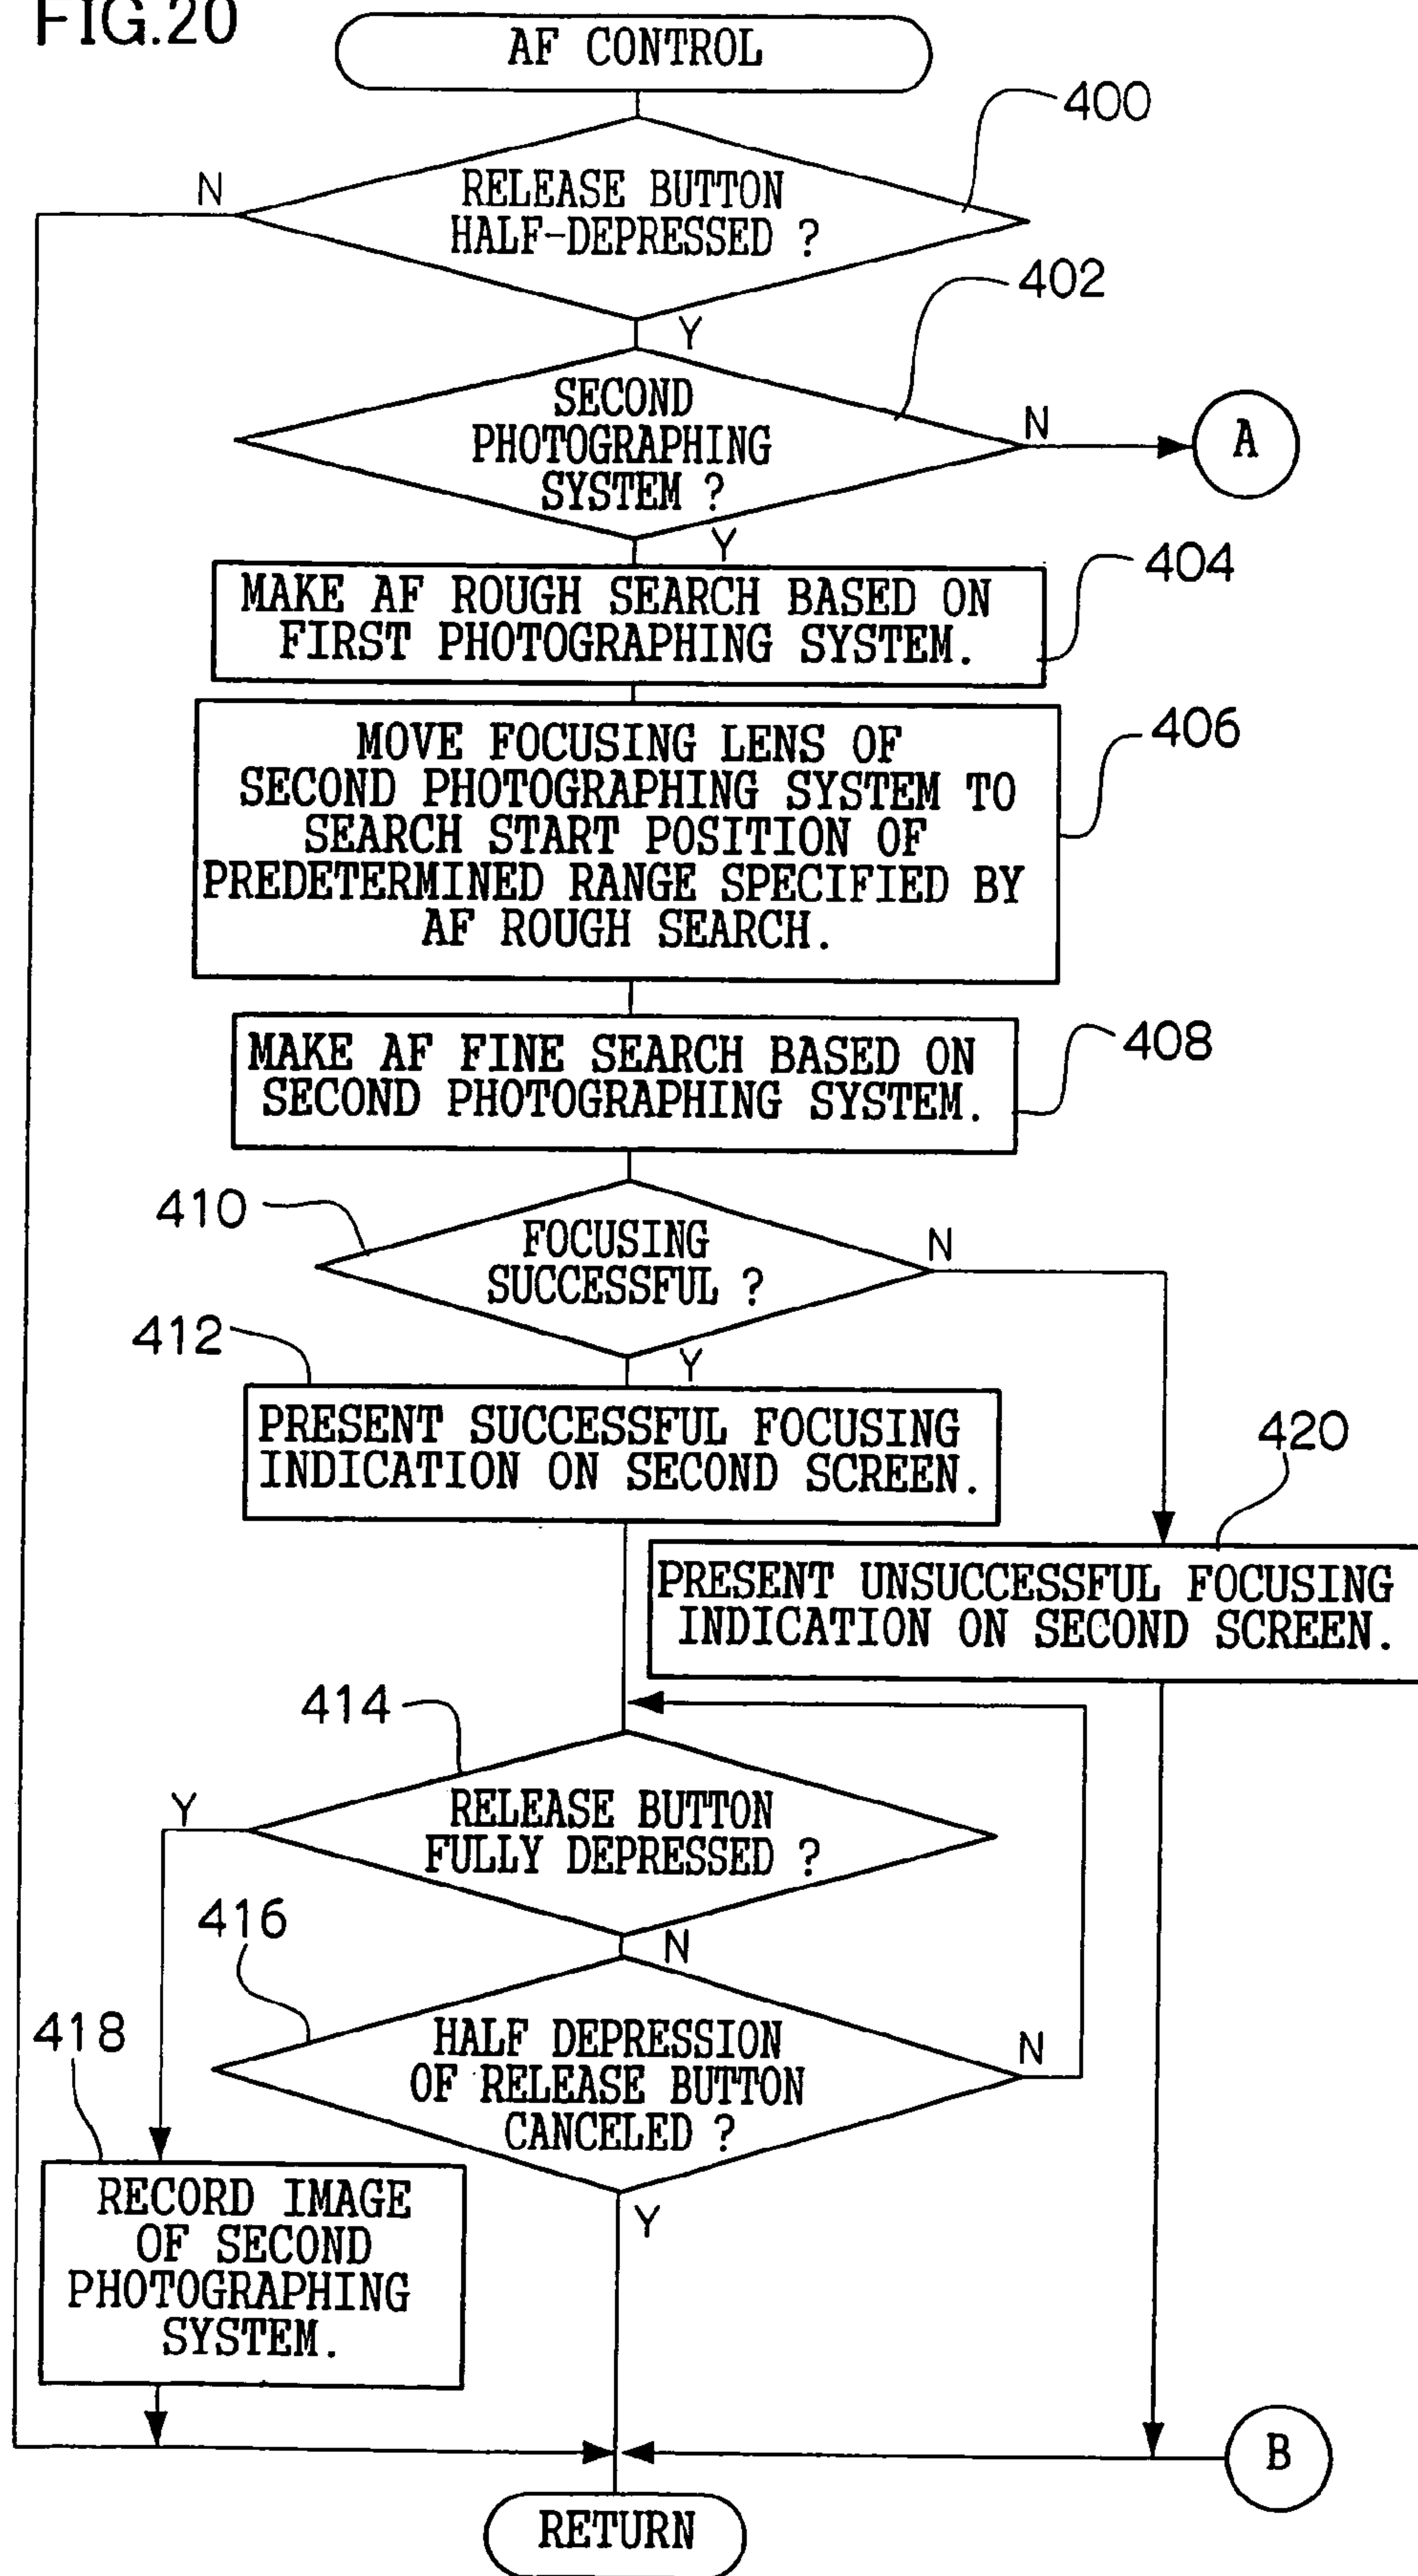 FIG.20
AF CONTROL
400
N
RELEASE BUTTON
HALF-DEPRESSED ?
402
Y
SECOND
PHOTOGRAPHING
SYSTEM ?
N
A
Y
404
MAKE AF ROUGH SEARCH BASED ON
FIRST PHOTOGRAPHING SYSTEM.
406
MOVE FOCUSING LENS OF
SECOND PHOTOGRAPHING SYSTEM TO
SEARCH START POSITION OF
PREDETERMINED RANGE SPECIFIED BY
AF ROUGH SEARCH.
408
MAKE AF FINE SEARCH BASED ON
SECOND PHOTOGRAPHING SYSTEM.
410
FOCUSING
SUCCESSFUL ?
N
412
Y
PRESENT SUCCESSFUL FOCUSING
INDICATION ON SECOND SCREEN.
420
PRESENT UNSUCCESSFUL FOCUSING
INDICATION ON SECOND SCREEN.
414
Y
RELEASE BUTTON
FULLY DEPRESSED ?
416
N
418
HALF DEPRESSION
OF RELEASE BUTTON
CANCELED ?
N
Y
RECORD IMAGE
OF SECOND
PHOTOGRAPHING
SYSTEM.
B
RETURN